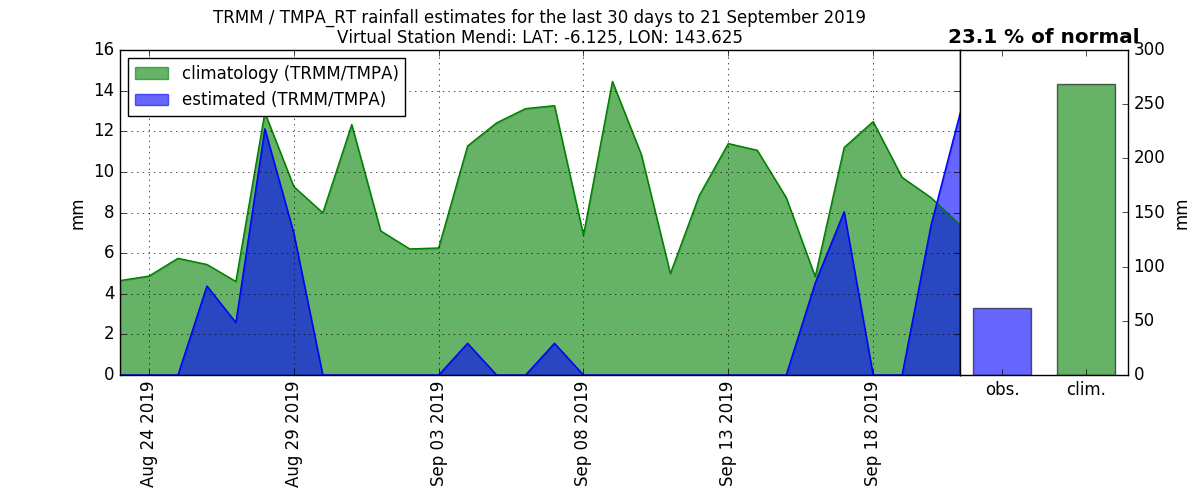 TRMM / TMPA_RT rainfall estimates for the last 30 days to 21 September 2019
Virtual Station Mendi: LAT: -6.125, LON: 143.625
23.1 % of normal
climatology (TRMM/TMPA)
estimated (TRMM/TMPA)
16
14
12
10
8
6
4
2
0
mm
Aug 24 2019
Aug 29 2019
Sep 03 2019
Sep 08 2019
Sep 13 2019
Sep 18 2019
obs.
clim.
300
250
200
150
100
50
0
mm